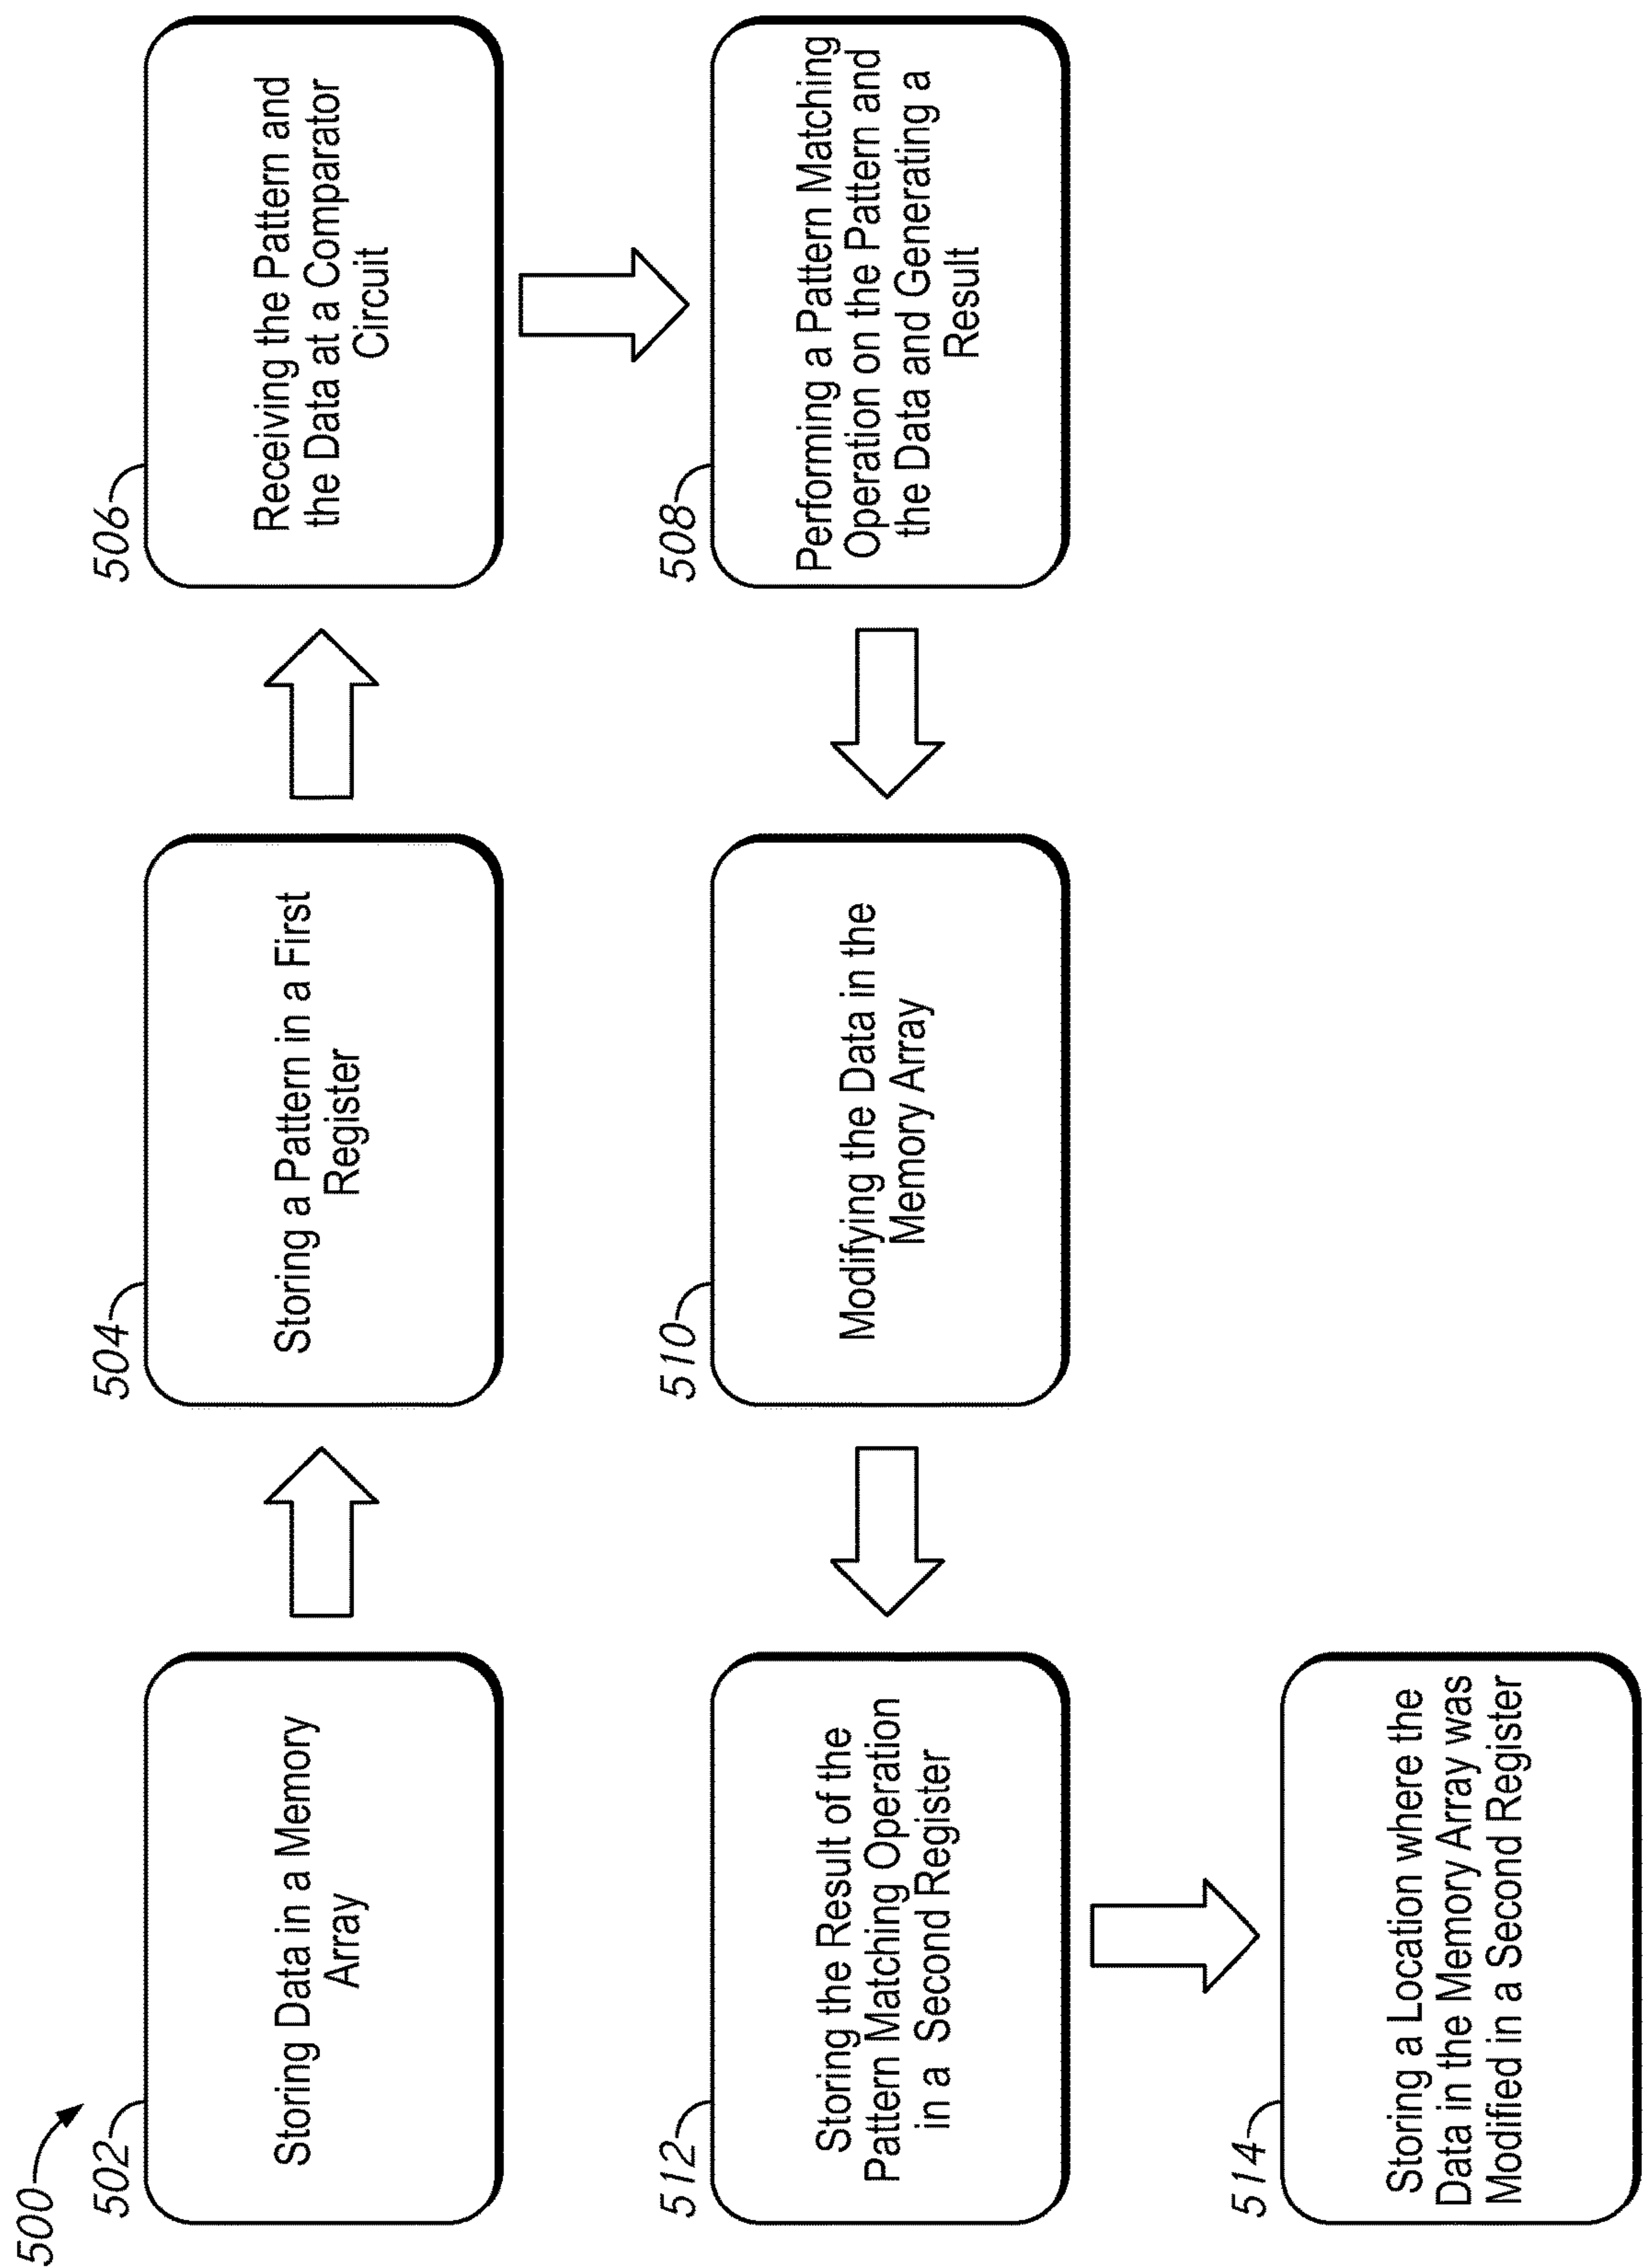 500
502
Storing Data in a Memory
Array
504
Storing a Pattern in a First
Register
506
Receiving the Pattern and
the Data at a Comparator
Circuit
508
Performing a Pattern Matching
Operation on the Pattern and
the Data and Generating a
Result
510
Modifying the Data in the
Memory Array
512
Storing the Result of the
Pattern Matching Operation
in a Second Register
514
Storing a Location where the
Data in the Memory Array was
Modified in a Second Register